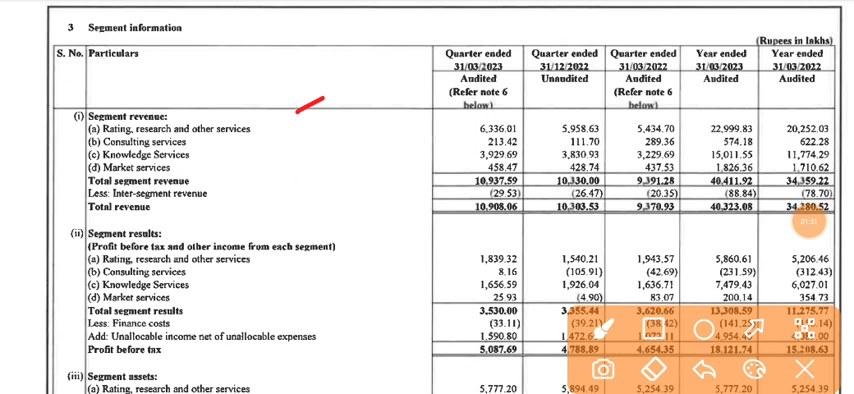 3 Segment information
(Rupees in lakhs)
S. No. Particulars Quarter ended 31/03/2023 Quarter ended 31/12/2022 Quarter ended 31/03/2022 Year ended 31/03/2023 Year ended 31/03/2022
Audited Unaudited Audited Audited Audited
(Refer note 6 below) (Refer note 6 below)
(i) Segment revenue:
(a) Rating, research and other services 6,336.01 5,958.63 5,434.70 22,999.83 20,252.03
(b) Consulting services 213.42 111.70 289.36 574.18 622.28
(c) Knowledge Services 3,929.69 3,830.93 3,229.69 15,011.55 11,774.29
(d) Market services 458.47 428.74 437.53 1,826.36 1,710.62
Total segment revenue 10,937.59 10,330.00 9,391.28 40,411.92 34,359.22
Less: Inter-segment revenue (29.53) (26.47) (20.35) (88.84) (78.70)
Total revenue 10,908.06 10,303.53 9,370.93 40,323.08 34,280.52
01:51
(ii) Segment results:
(Profit before tax and other income from each segment)
(a) Rating, research and other services 1,839.32 1,540.21 1,943.57 5,860.61 5,206.46
(b) Consulting services 8.16 (105.91) (42.69) (231.59) (312.43)
(c) Knowledge Services 1,656.59 1,926.04 1,636.71 7,479.43 6,027.01
(d) Market services 25.93 (4.90) 83.07 200.14 354.73
Total segment results 3,530.00 3,355.44 3,620.66 13,308.59 11,275.77
Less: Finance costs (33.11) (39.21) (38.42)
Add: Unallocable income net of unallocable expenses 1,590.80
Profit before tax 5,087.69 4,788.89 4,654.35 18,121.74 15,208.63
(iii) Segment assets:
(a) Rating, research and other services 5,777.20 5,894.49 5,254.39 5,777.20 5,254.39